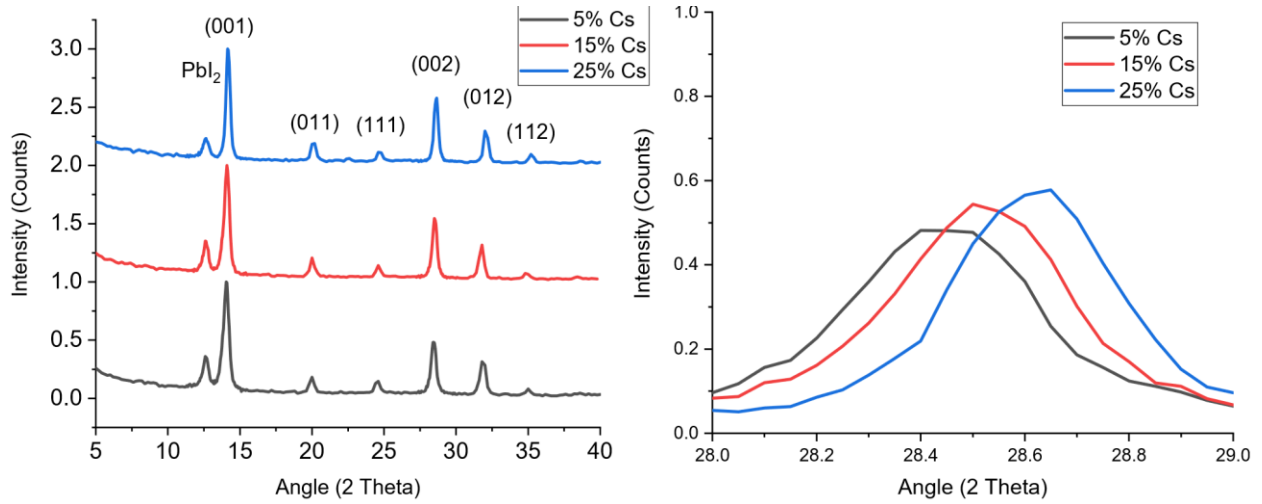 5% Cs
15% Cs
25% Cs
(001)
PbI2
(011)
(111)
(002)
(012)
(112)
3.0
2.5
2.0
1.5
1.0
0.5
0.0
Intensity (Counts)
5 10 15 20 25 30 35 40
Angle (2 Theta)
5% Cs
15% Cs
25% Cs
1.0
0.8
0.6
0.4
0.2
0.0
Intensity (Counts)
28.0 28.2 28.4 28.6 28.8 29.0
Angle (2 Theta)